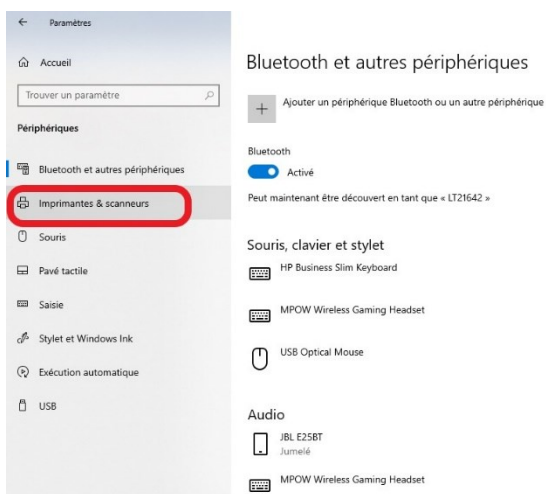 Paramètres
Accueil
Trouver un paramètre
Périphériques
Bluetooth et autres périphériques
Imprimantes & scanneurs
Souris
Pavé tactile
Saisie
Stylet et Windows Ink
Exécution automatique
USB
Bluetooth et autres périphériques
Ajouter un périphérique Bluetooth ou un autre périphérique
Bluetooth
Activé
Peut maintenant être découvert en tant que « LT21642 »
Souris, clavier et stylet
HP Business Slim Keyboard
MPOW Wireless Gaming Headset
USB Optical Mouse
Audio
JBL E25BT
Jumelé
MPOW Wireless Gaming Headset